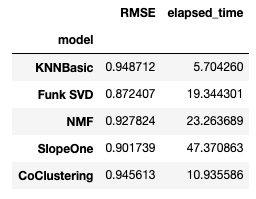 RMSE elapsed_time
model
KNNBasic 0.948712 5.704260
Funk SVD 0.872407 19.344301
NMF 0.927824 23.263689
SlopeOne 0.901739 47.370863
CoClustering 0.945613 10.935586